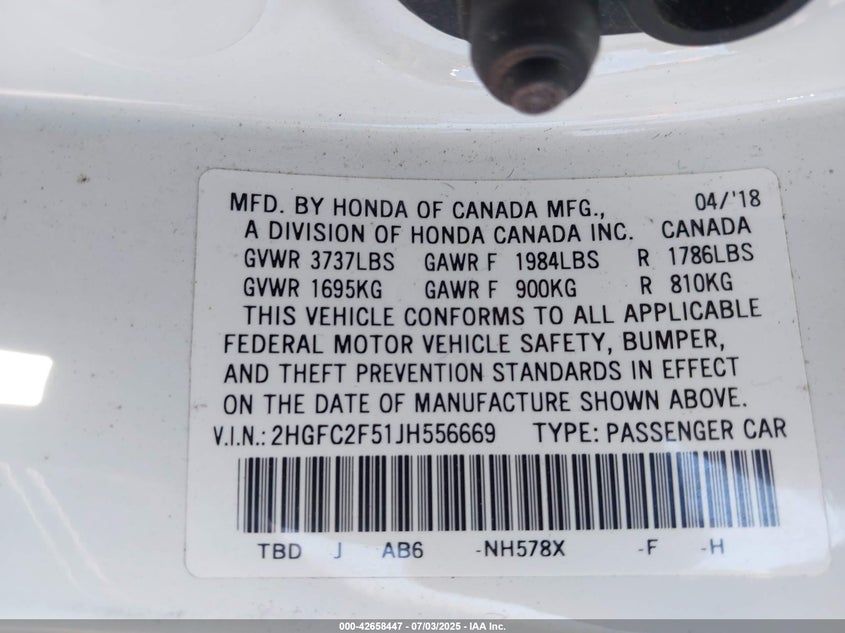 MFD. BY HONDA OF CANADA MFG., 04/'18
A DIVISION OF HONDA CANADA INC. CANADA
GVWR 3737LBS GAWR F 1984LBS R 1786LBS
GVWR 1695KG GAWR F 900KG R 810KG
THIS VEHICLE CONFORMS TO ALL APPLICABLE
FEDERAL MOTOR VEHICLE SAFETY, BUMPER,
AND THEFT PREVENTION STANDARDS IN EFFECT
ON THE DATE OF MANUFACTURE SHOWN ABOVE.
V.I.N.: 2HGFC2F51JH556669 TYPE: PASSENGER CAR
TBD J AB6 -NH578X -F -H
000-42658447 - 07/03/2025 - IAA Inc.